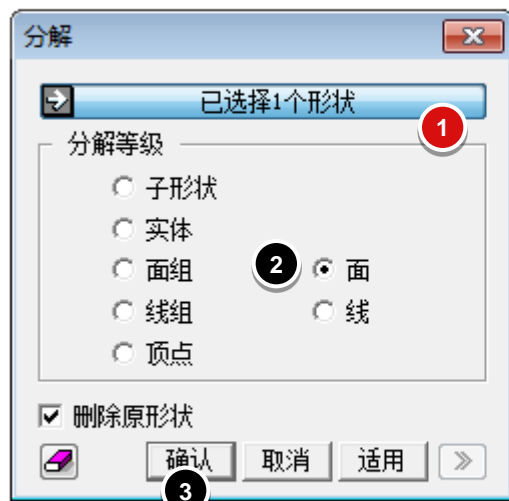 分解
已选择1个形状
1
分解等级
子形状
实体
面组 2 面
线组 线
顶点
删除原形状
确认 取消 适用
3